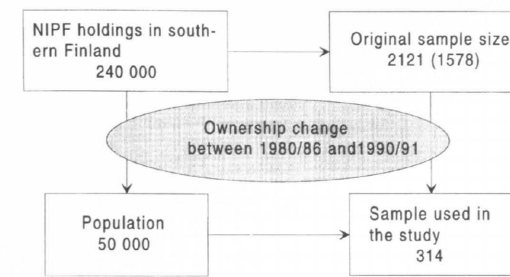 NIPF holdings in south-
ern Finland
240 000
Original sample size
2121 (1578)
Ownership change
between 1980/86 and1990/91
Population
50 000
Sample used in
the study
314